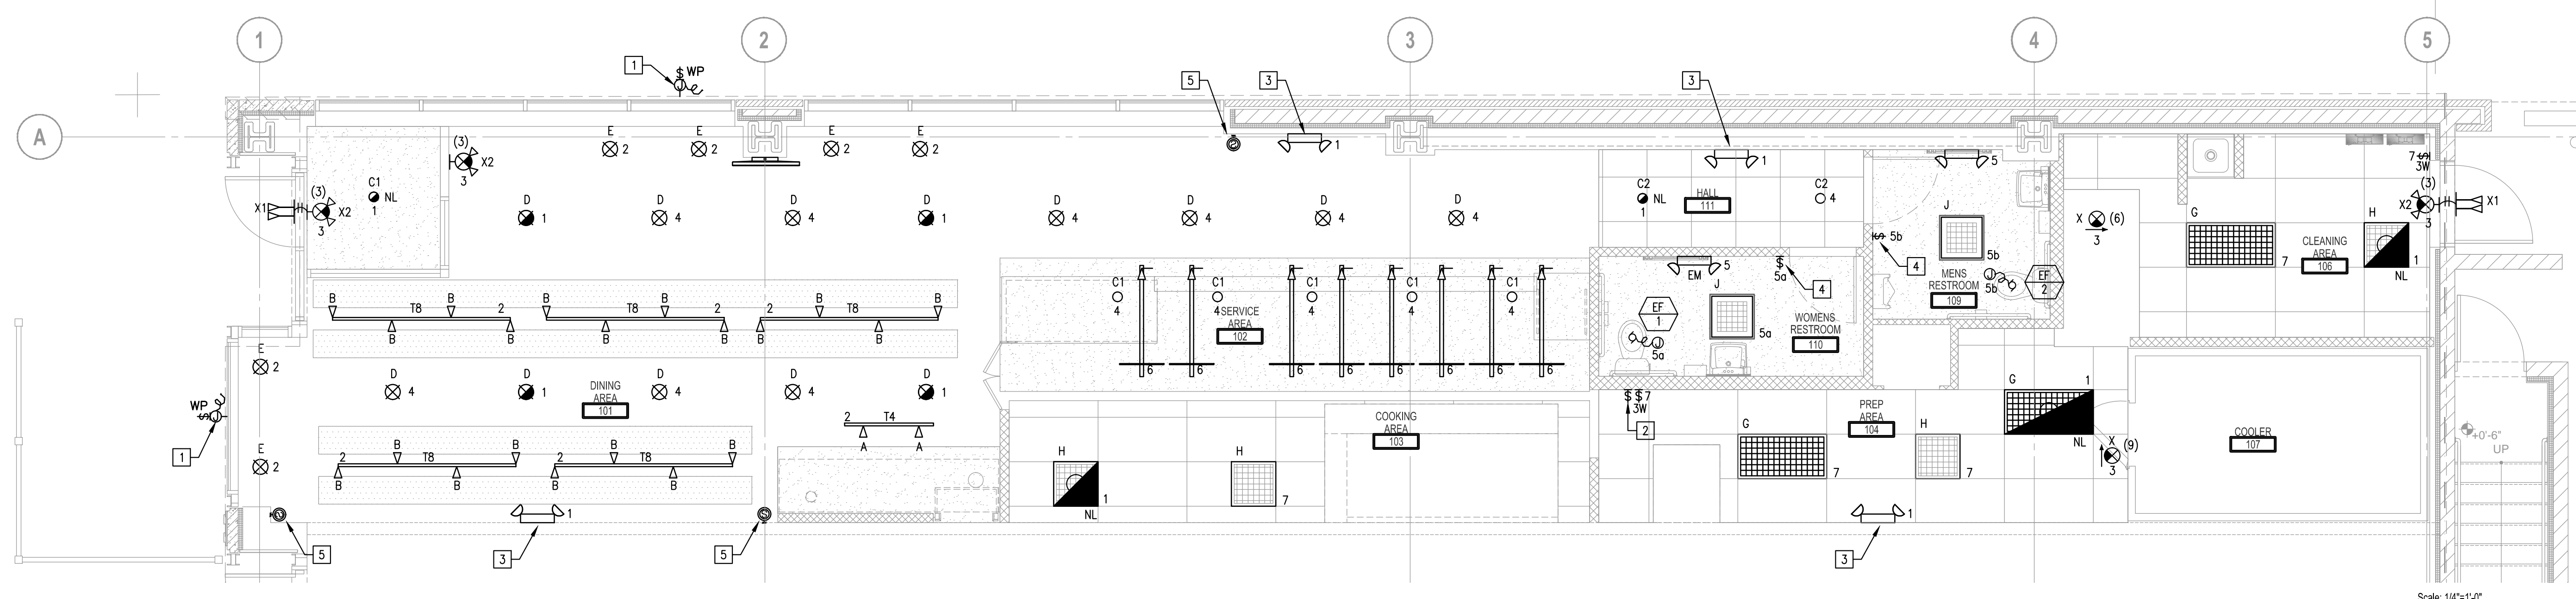 1
2
3
4
5
1
$ WP
5
3
3
A
E
E
E
E
2
2
2
2
(3)
X2
3
C1
NL
1
(3)
X1
X2
3
D
D
D
D
D
D
D
D
1
4
4
1
4
4
4
4
1
1
5
C2
NL
1
HALL
111
C2
4
J
5b
4
5b
MENS
RESTROOM
109
5b
EF
2
X
(6)
3
G
7
CLEANING
AREA
106
H
NL
1
7
3W
(3)
X2
3
X1
B
B
B
B
B
B
T8
2
T8
2
2
T8
B
B
B
B
B
B
C1
C1
C1
C1
C1
4
4
4
4
4
SERVICE
AREA
102
6
6
6
6
6
6
6
6
EM
5
$
5a
4
J
5a
EF
1
5a
WOMENS
RESTROOM
110
E
2
D
D
D
D
D
4
1
4
4
1
DINING
AREA
101
WP
$
1
E
2
2
T4
A
A
B
B
B
B
2
T8
2
T8
B
B
B
B
COOKING
AREA
103
H
1
NL
H
7
$ $ 7
3W
2
G
7
PREP
AREA
104
H
7
G
1
NL
X
(9)
3
COOLER
107
+0'-6"
UP
5
3
1
5
3
1
Scale: 1/4"=1'-0"